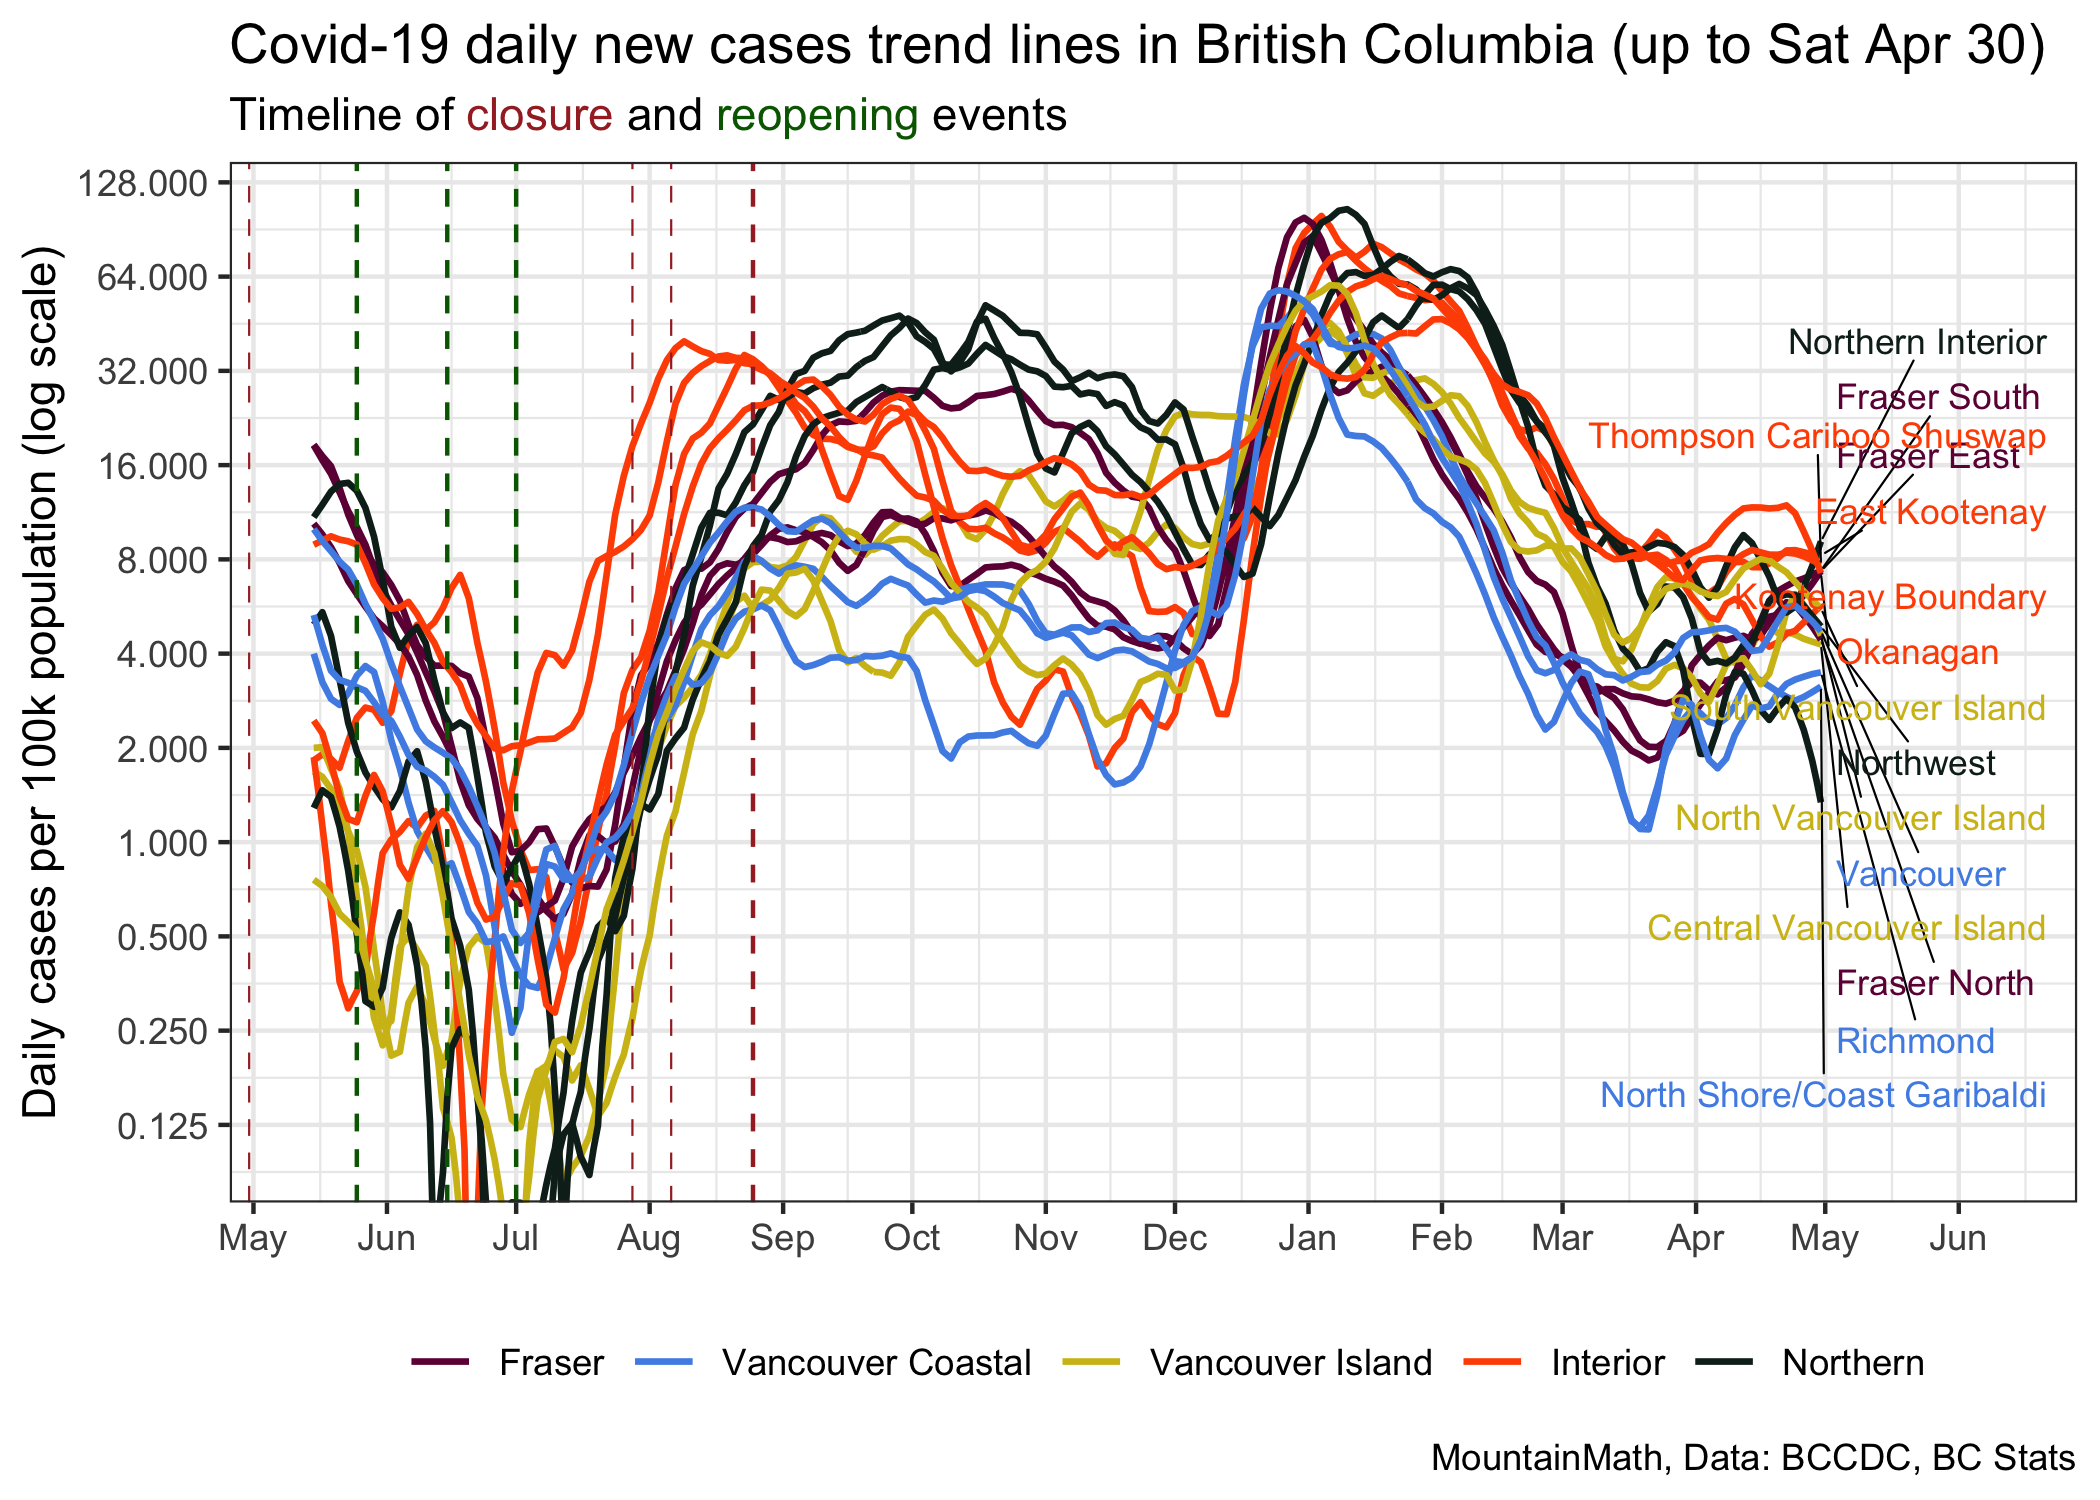 Covid-19 daily new cases trend lines in British Columbia (up to Sat Apr 30)
Timeline of closure and reopening events
Daily cases per 100k population (log scale)
128.000
64.000
32.000
16.000
8.000
4.000
2.000
1.000
0.500
0.250
0.125
Northern Interior
Fraser South
Thompson Cariboo Shuswap
Fraser East
East Kootenay
Kootenay Boundary
Okanagan
South Vancouver Island
Northwest
North Vancouver Island
Vancouver
Central Vancouver Island
Fraser North
Richmond
North Shore/Coast Garibaldi
May Jun Jul Aug Sep Oct Nov Dec Jan Feb Mar Apr May Jun
Fraser Vancouver Coastal Vancouver Island Interior Northern
MountainMath, Data: BCCDC, BC Stats